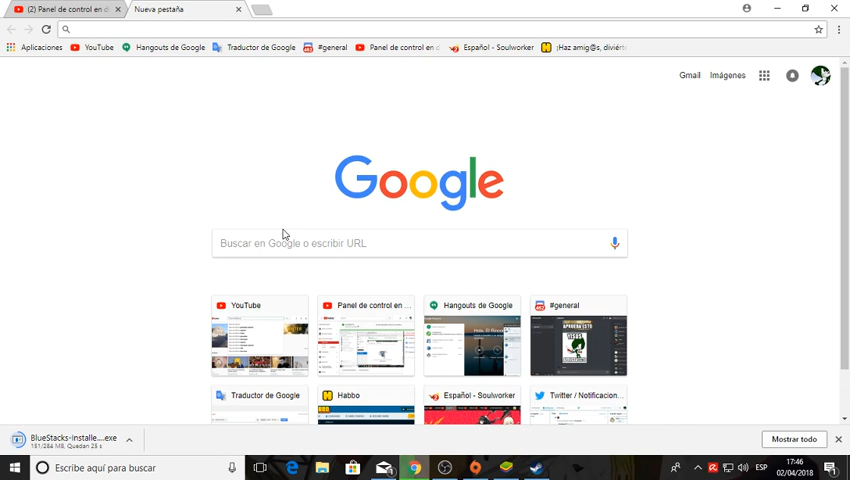 (2) Panel de control en d
Nueva pestaña
Aplicaciones
YouTube
Hangouts de Google
Traductor de Google
#general
Panel de control en d
Español - Soulworker
¡Haz amig@s, diviérte
Gmail
Imágenes
Google
Buscar en Google o escribir URL
YouTube
Panel de control en ...
Hangouts de Google
#general
Traductor de Google
Habbo
Español - Soulworker
Twitter / Notificacion...
BlueStacks-installe....exe
151/284 MB, Quedan 25 s
Mostrar todo
Escribe aquí para buscar
ESP
17:46
02/04/2018